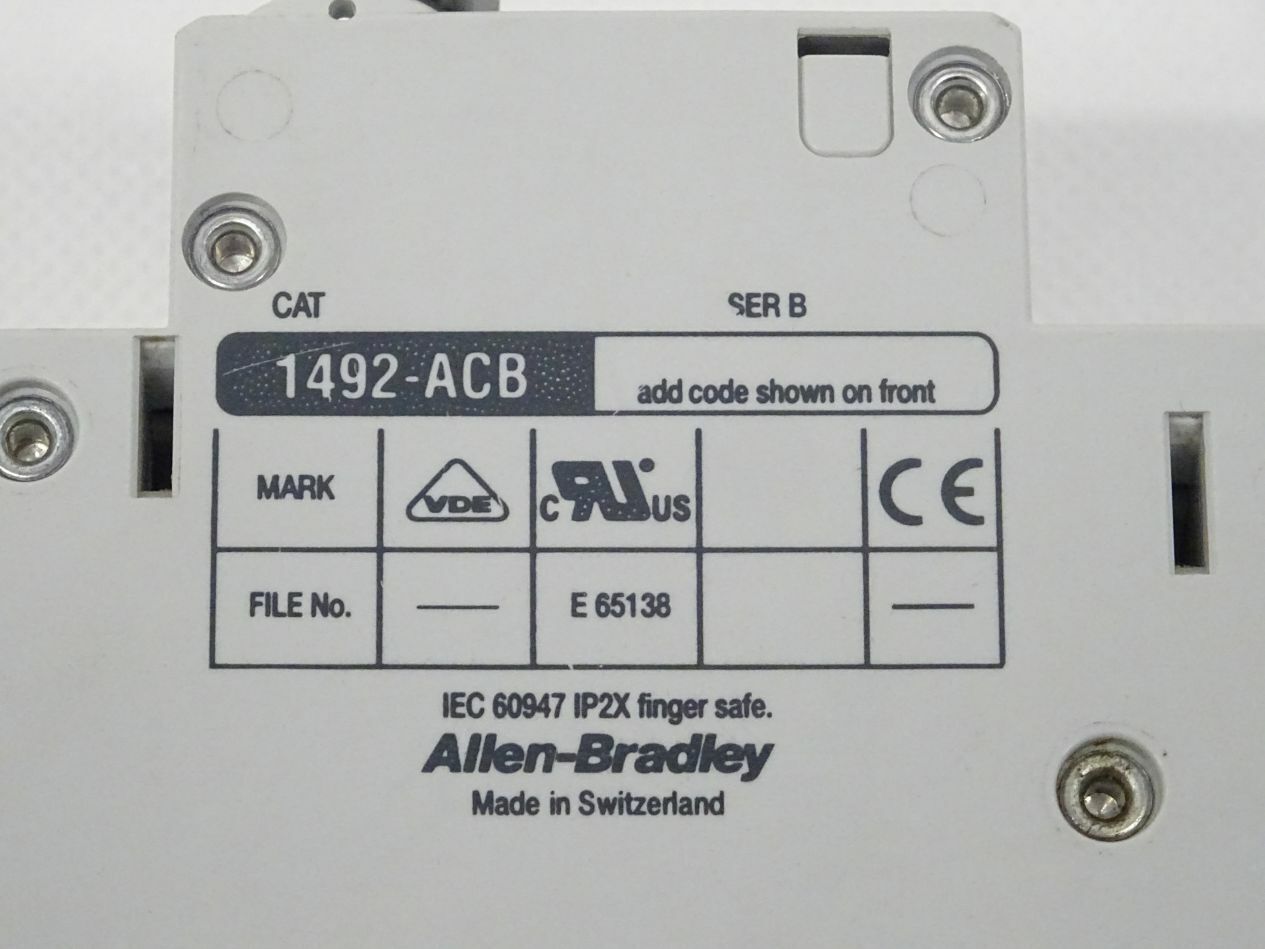 CAT SER B
1492-ACB add code shown on front
MARK VDE C RU US CE
FILE No. E 65138
IEC 60947 IP2X finger safe.
Allen-Bradley
Made in Switzerland